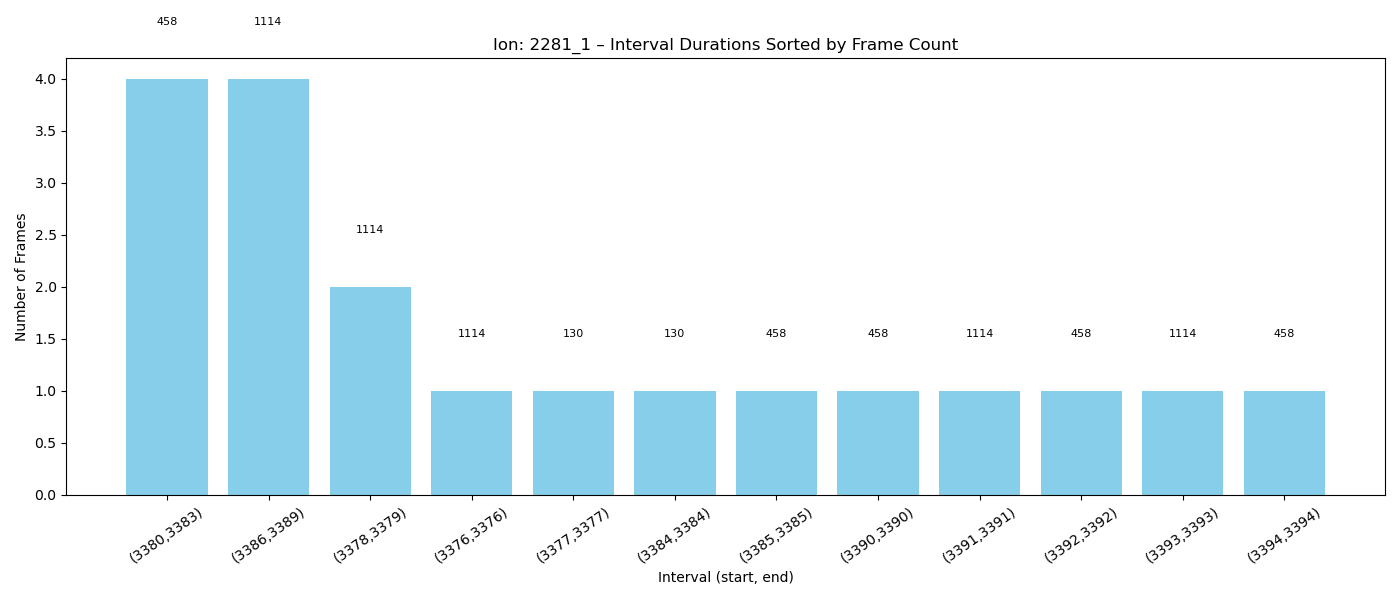 458 1114
Ion: 2281_1 – Interval Durations Sorted by Frame Count
4.0
3.5
3.0
2.5
2.0
1.5
1.0
0.5
0.0
Number of Frames
1114
1114 130 130 458 458 1114 458 1114 458
(3380,3383) (3386,3389) (3378,3379) (3376,3376) (3377,3377) (3384,3384) (3385,3385) (3390,3390) (3391,3391) (3392,3392) (3393,3393) (3394,3394)
Interval (start, end)